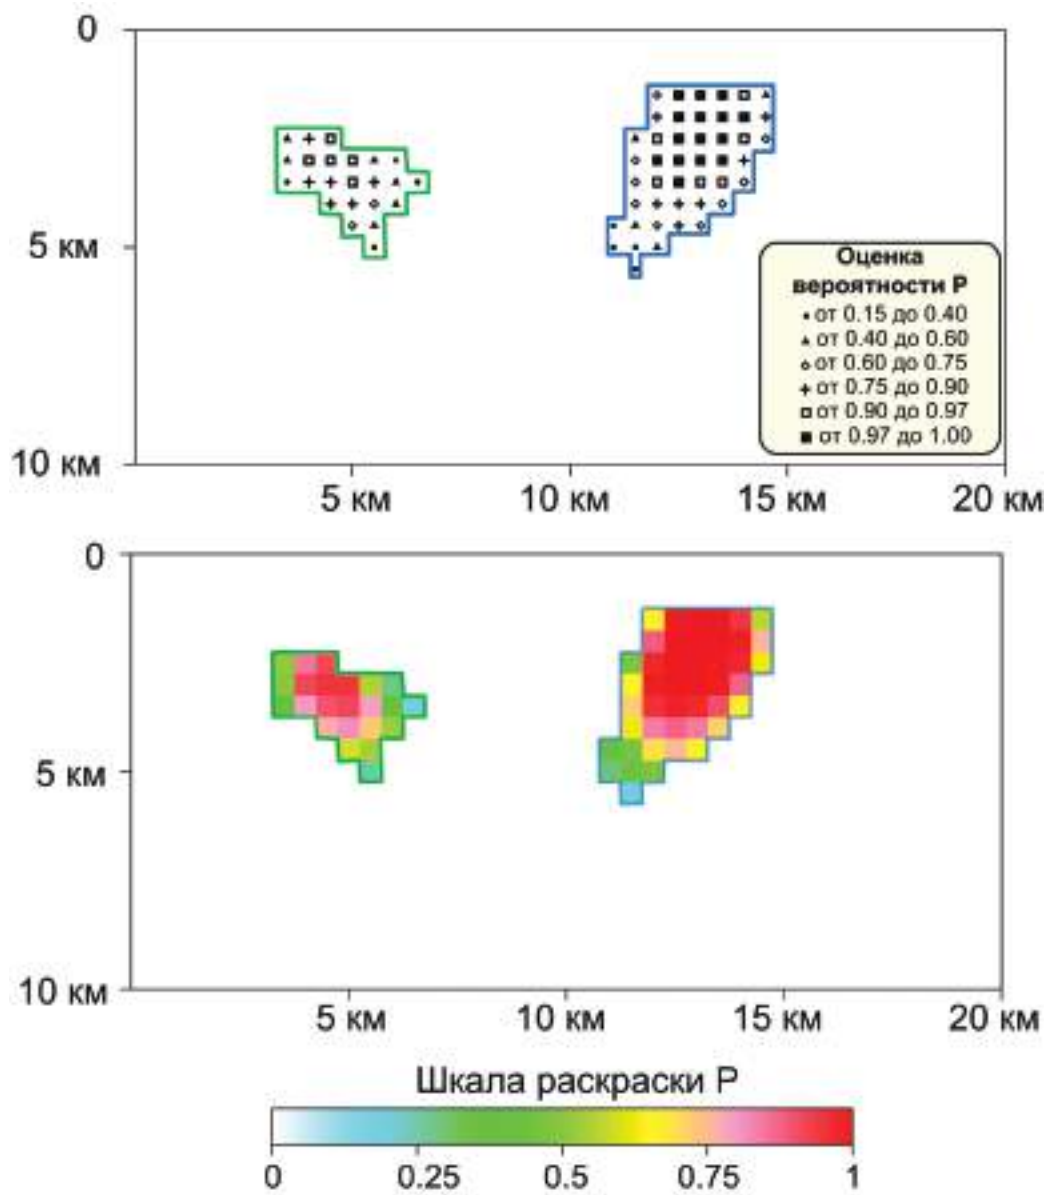 0
5 км
10 км
Оценка
вероятности P
от 0.15 до 0.40
от 0.40 до 0.60
от 0.60 до 0.75
от 0.75 до 0.90
от 0.90 до 0.97
от 0.97 до 1.00
5 км
10 км
15 км
20 км
0
5 км
10 км
5 км
10 км
15 км
20 км
Шкала раскраски P
0
0.25
0.5
0.75
1